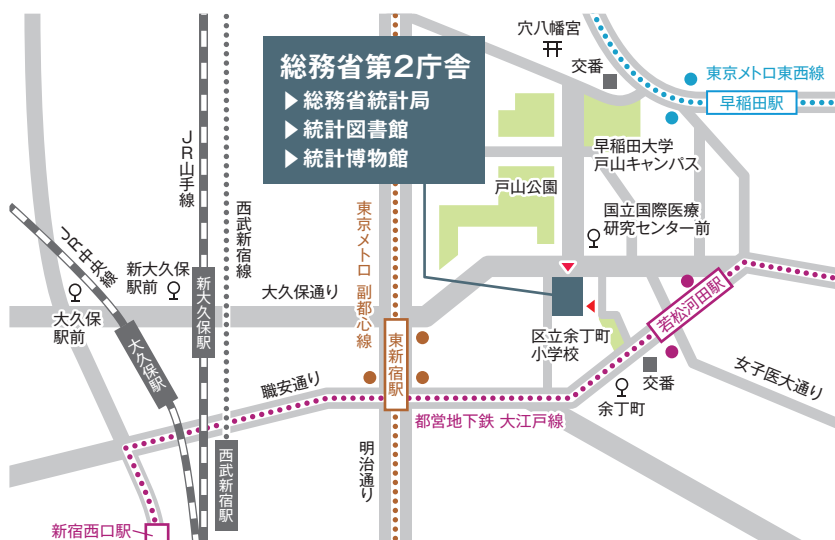 穴八幡宮
交番
東京メトロ東西線
早稲田駅
総務省第2庁舎
▶総務省統計局
▶統計図書館
▶統計博物館
早稲田大学
戸山キャンパス
戸山公園
国立国際医療
研究センター前
JR山手線
西武新宿線
東京メトロ 副都心線
JR中央線
新大久保
駅前
新大久保駅
大久保通り
大久保
駅前
大久保駅
東新宿駅
若松河田駅
区立余丁町
小学校
交番
余丁町
女子医大通り
職安通り
都営地下鉄 大江戸線
明治通り
西武新宿駅
新宿西口駅